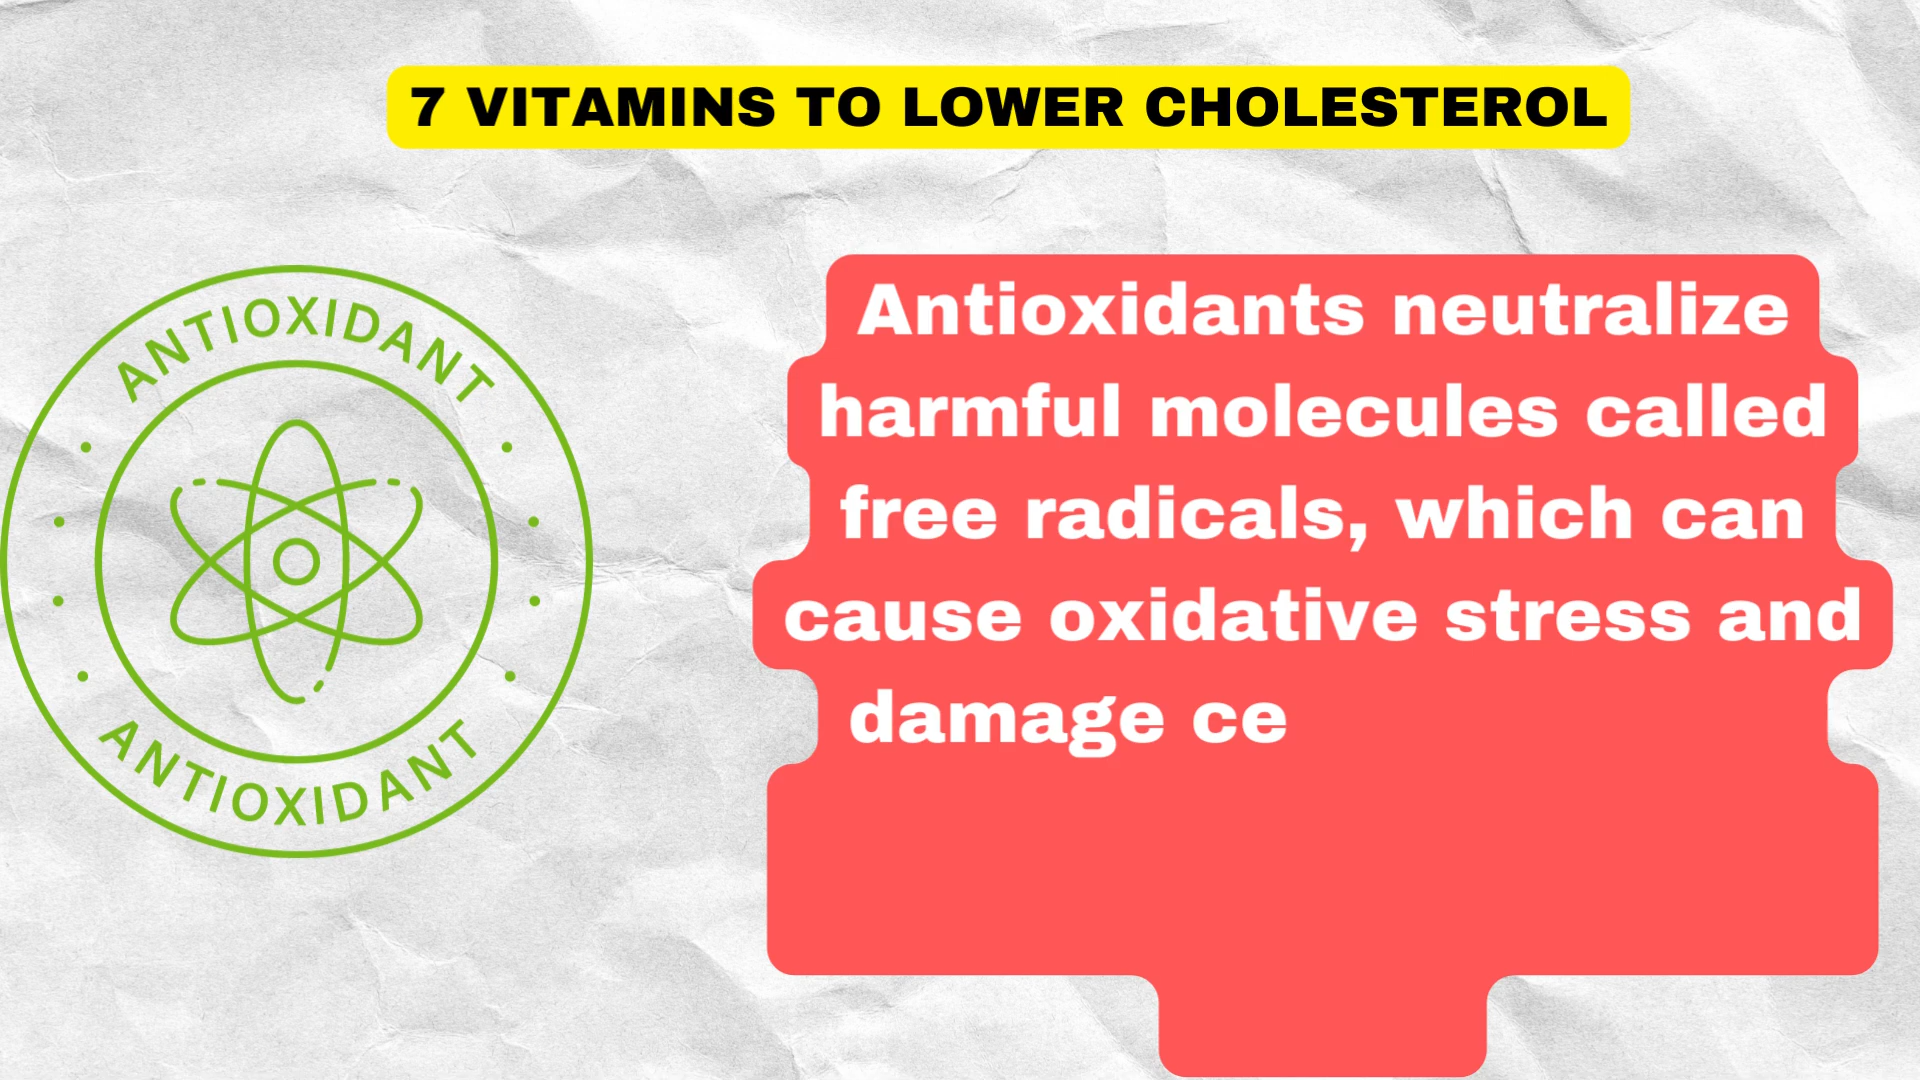 7 VITAMINS TO LOWER CHOLESTEROL
ANTIOXIDANT
ANTIOXIDANT
Antioxidants neutralize
harmful molecules called
free radicals, which can
cause oxidative stress and
damage ce